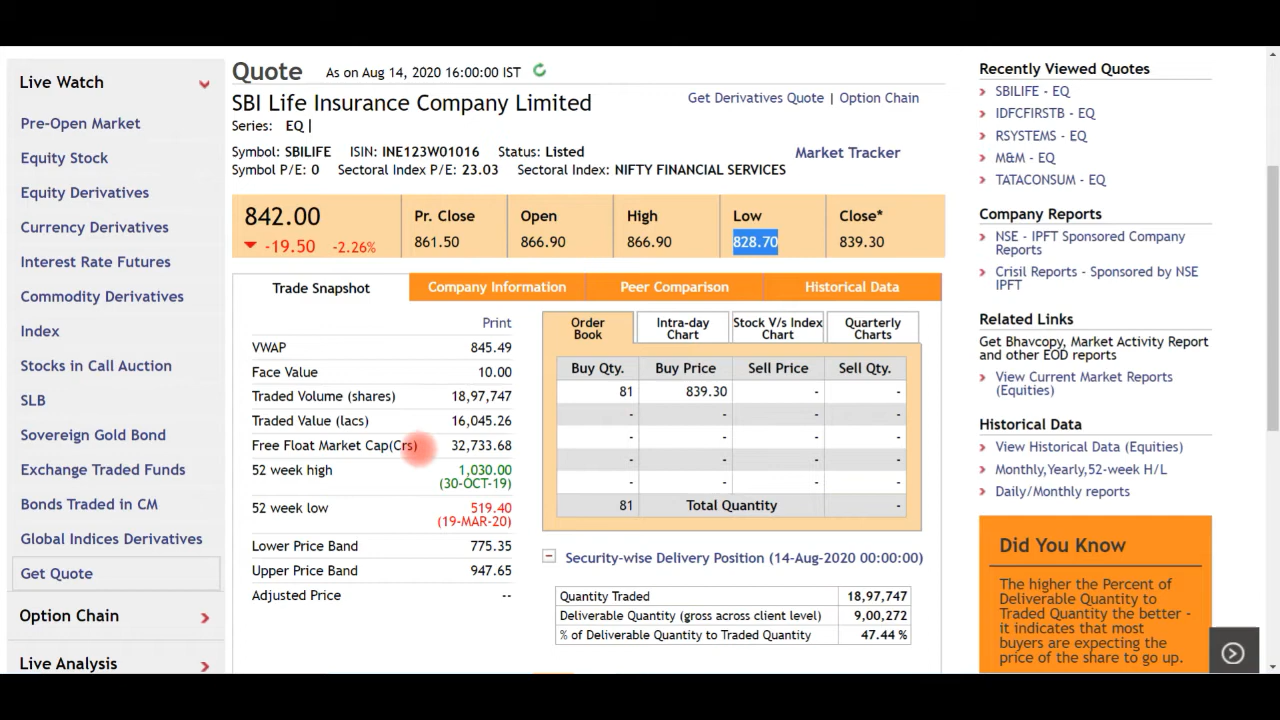 Live Watch
Pre-Open Market
Equity Stock
Equity Derivatives
Currency Derivatives
Interest Rate Futures
Commodity Derivatives
Index
Stocks in Call Auction
SLB
Sovereign Gold Bond
Exchange Traded Funds
Bonds Traded in CM
Global Indices Derivatives
Get Quote
Option Chain
Live Analysis
Quote As on Aug 14, 2020 16:00:00 IST
SBI Life Insurance Company Limited
Get Derivatives Quote | Option Chain
Series: EQ |
Symbol: SBILIFE ISIN: INE123W01016 Status: Listed
Market Tracker
Symbol P/E: 0 Sectoral Index P/E: 23.03 Sectoral Index: NIFTY FINANCIAL SERVICES
842.00 Pr. Close Open High Low Close*
-19.50 -2.26% 861.50 866.90 866.90 828.70 839.30
Trade Snapshot Company Information Peer Comparison Historical Data
Print
VWAP 845.49
Face Value 10.00
Traded Volume (shares) 18,97,747
Traded Value (lacs) 16,045.26
Free Float Market Cap(Crs) 32,733.68
52 week high 1,030.00
(30-OCT-19)
52 week low 519.40
(19-MAR-20)
Lower Price Band 775.35
Upper Price Band 947.65
Adjusted Price --
Order Intra-day Stock V/s Index Quarterly
Book Chart Chart Charts
Buy Qty. Buy Price Sell Price Sell Qty.
81 839.30 - -
- - - -
- - - -
- - - -
- - - -
81 Total Quantity -
Security-wise Delivery Position (14-Aug-2020 00:00:00)
Quantity Traded 18,97,747
Deliverable Quantity (gross across client level) 9,00,272
% of Deliverable Quantity to Traded Quantity 47.44 %
Recently Viewed Quotes
SBILIFE - EQ
IDFCFIRSTB - EQ
RSYSTEMS - EQ
M&M - EQ
TATACONSUM - EQ
Company Reports
NSE - IPFT Sponsored Company
Reports
Crisil Reports - Sponsored by NSE
IPFT
Related Links
Get Bhavcopy, Market Activity Report
and other EOD reports
View Current Market Reports
(Equities)
Historical Data
View Historical Data (Equities)
Monthly,Yearly,52-week H/L
Daily/Monthly reports
Did You Know
The higher the Percent of
Deliverable Quantity to
Traded Quantity the better -
it indicates that most
buyers are expecting the
price of the share to go up.